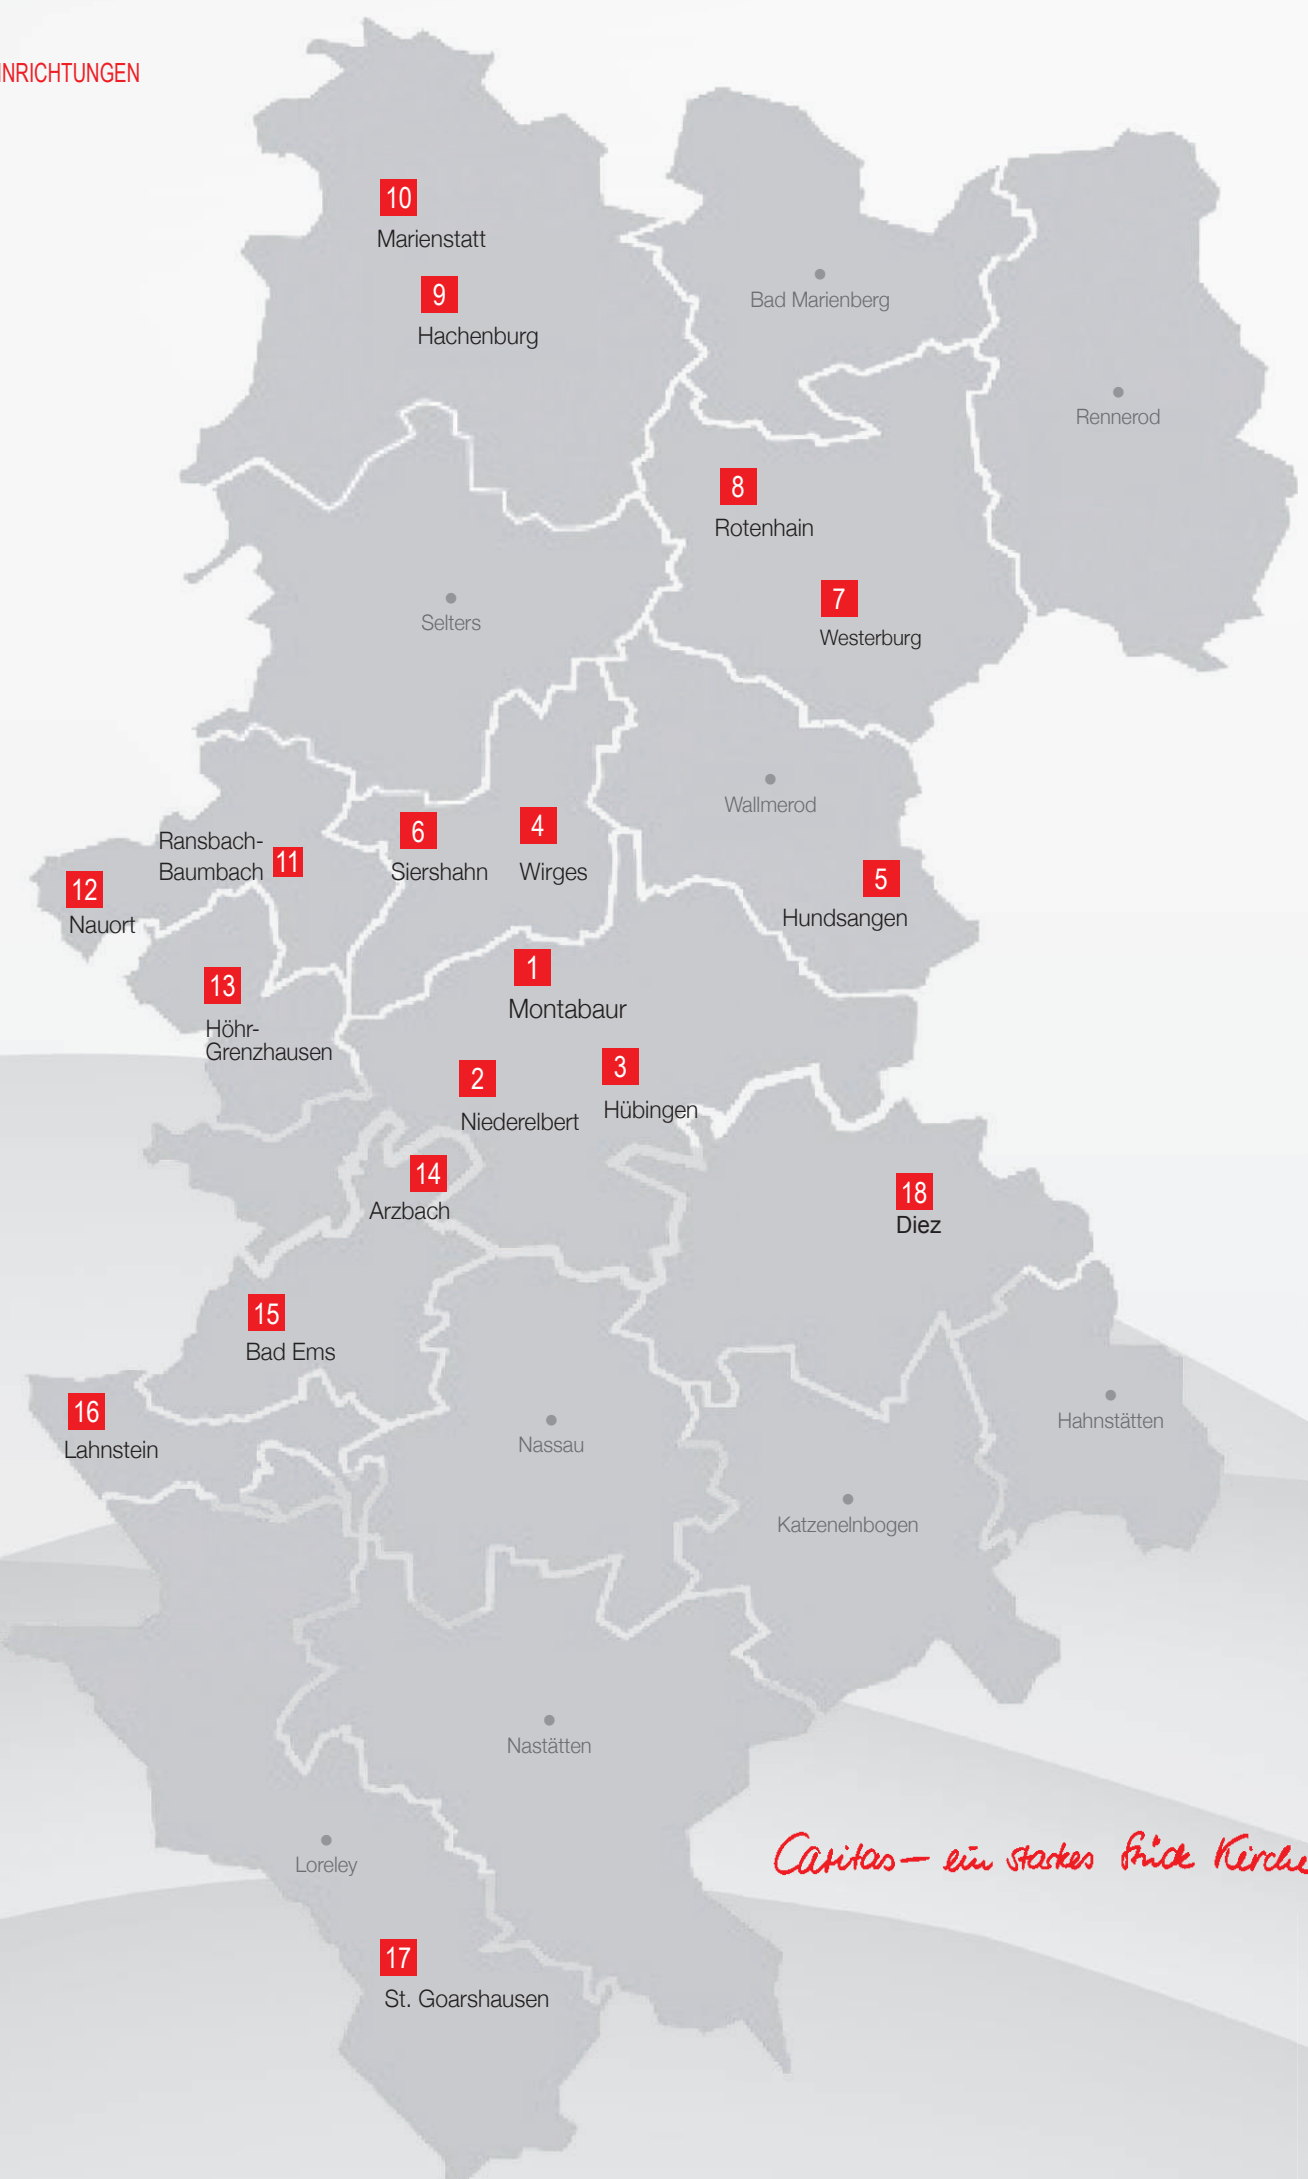 INRICHTUNGEN
10
Marienstatt
9
Hachenburg
Bad Marienberg
Rennerod
8
Rotenhain
7
Westerburg
Selters
Wallmerod
6
Siershahn
4
Wirges
5
Hundsangen
Ransbach-
Baumbach 11
12
Nauort
13
Höhr-
Grenzhausen
1
Montabaur
2
Niederelbert
3
Hübingen
14
Arzbach
18
Diez
15
Bad Ems
16
Lahnstein
Nassau
Hahnstätten
Katzenelnbogen
Nastätten
Loreley
Caritas – ein starkes Stück Kirche
17
St. Goarshausen